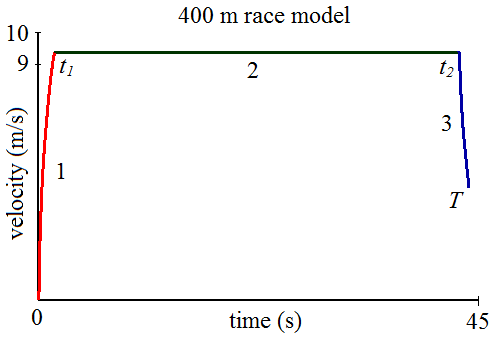 400 m race model
10
9
t1
t2
2
3
1
T
velocity (m/s)
0
time (s)
45